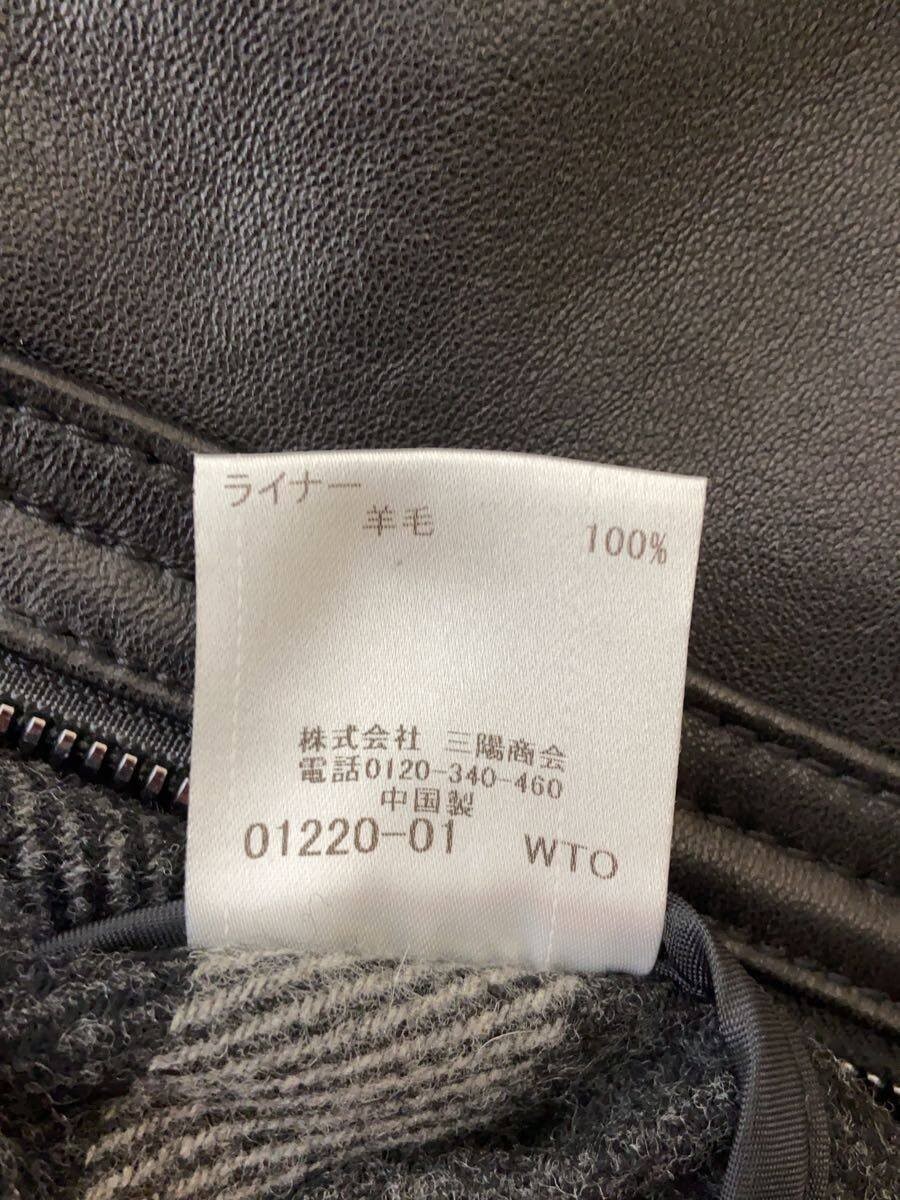 ライナー
羊毛 100%
株式会社 三陽商会
電話0120-340-460
中国製
01220-01 WTO